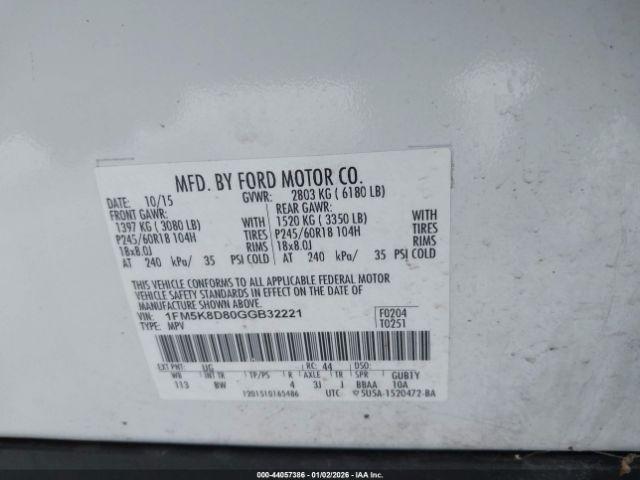 MFD. BY FORD MOTOR CO.
DATE: 10/15 GVWR: 2803 KG ( 6180 LB)
FRONT GAWR: REAR GAWR:
1397 KG ( 3080 LB) WITH 1520 KG ( 3350 LB) WITH
P245/60R18 104H TIRES P245/60R18 104H TIRES
18x8.0J RIMS 18x8.0J RIMS
AT 240 kPa/ 35 PSI COLD AT 240 kPa/ 35 PSI COLD
THIS VEHICLE CONFORMS TO ALL APPLICABLE FEDERAL MOTOR
VEHICLE SAFETY STANDARDS IN EFFECT ON THE DATE OF
MANUFACTURE SHOWN ABOVE.
VIN: 1FM5K8D80GGB32221 F0204
TYPE: MPV T0251
EXT PNT: UG RC: 44 DSO:
WB INT TR TP/PS R AXLE TR SPR GUBTY
113 BW 4 3J J BBAA 10A
1201510165486 UTC 5U5A-1520472-BA
000-44057386 - 01/02/2026 - IAA Inc.